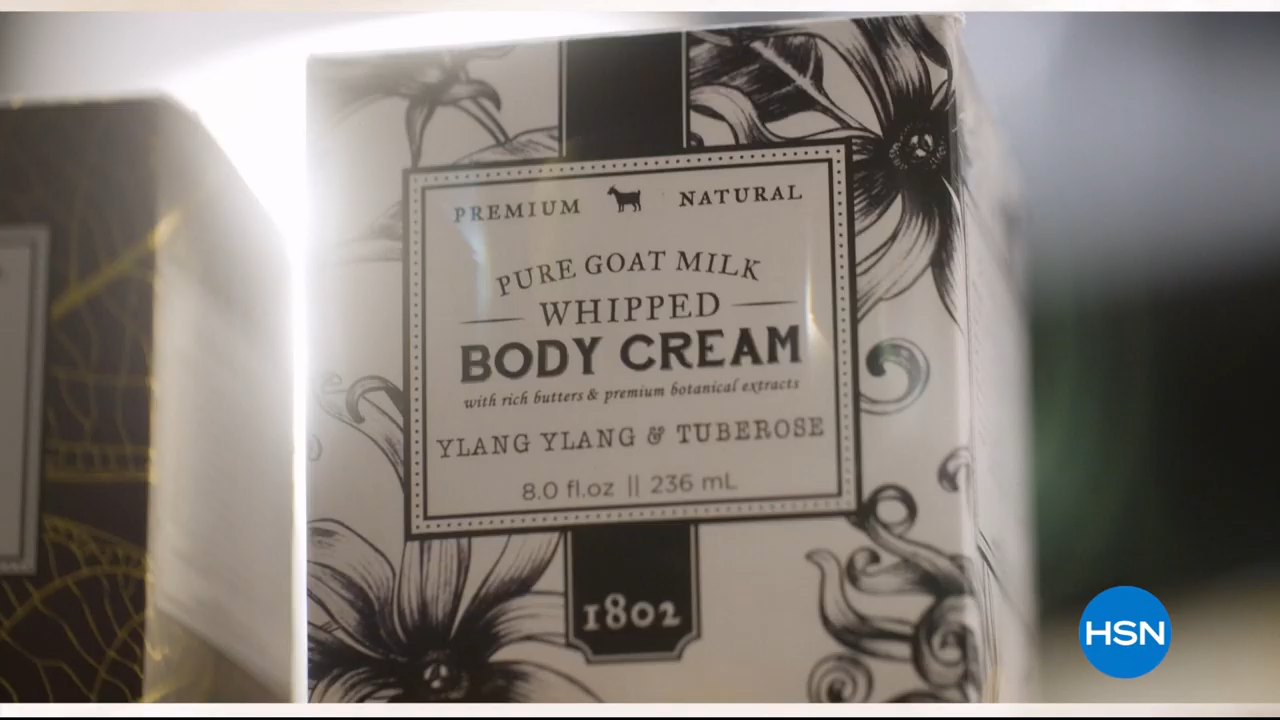 PREMIUM NATURAL
PURE GOAT MILK
WHIPPED
BODY CREAM
with rich butters & premium botanical extracts
YLANG YLANG & TUBEROSE
8.0 fl.oz || 236 mL
1802
HSN